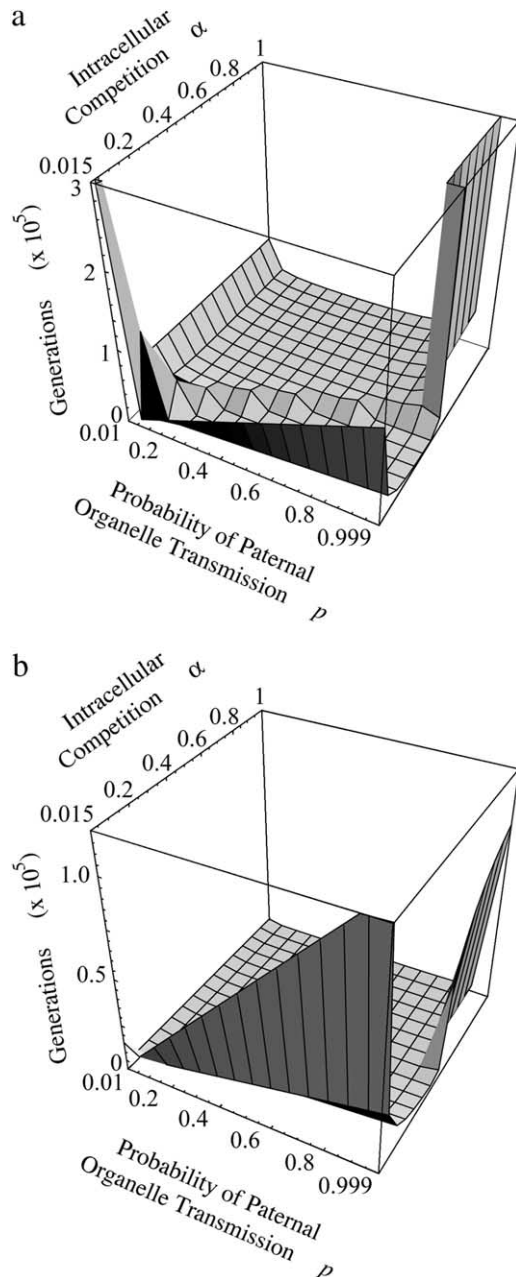 a
Intracellular
Competition α
1
0.8
0.6
0.4
0.2
0.015
3
2
1
0
Generations (x 10⁵)
0.01
0.2
0.4
0.6
0.8
0.999
Probability of Paternal
Organelle Transmission p
b
Intracellular
Competition α
1
0.8
0.6
0.4
0.2
0.015
1.0
0.5
0
Generations (x 10⁵)
0.01
0.2
0.4
0.6
0.8
0.999
Probability of Paternal
Organelle Transmission p